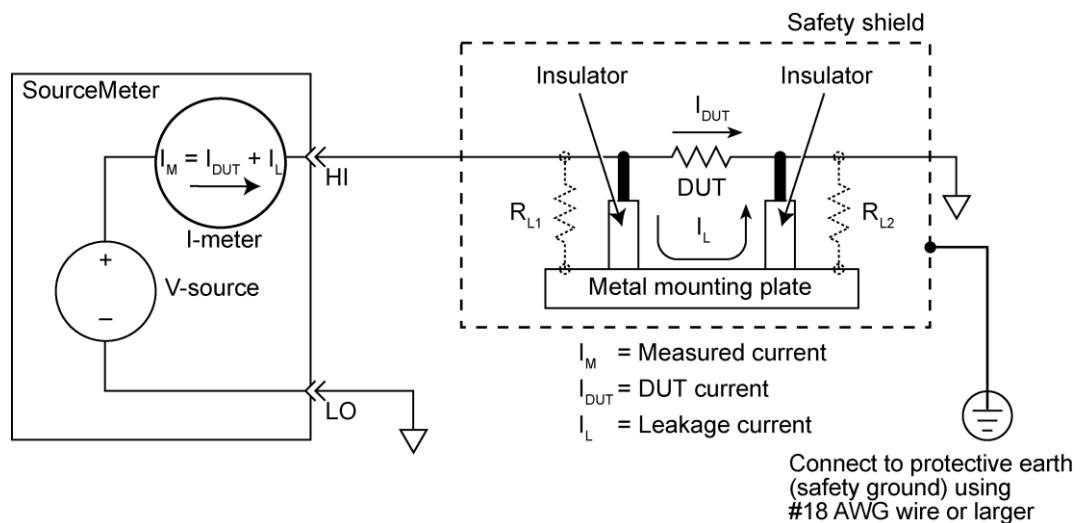 Safety shield
SourceMeter
Insulator
Insulator
I_DUT
I_M = I_DUT + I_L
HI
DUT
R_L1
I_L
R_L2
I-meter
+
V-source
–
Metal mounting plate
LO
I_M = Measured current
I_DUT = DUT current
I_L = Leakage current
Connect to protective earth
(safety ground) using
#18 AWG wire or larger